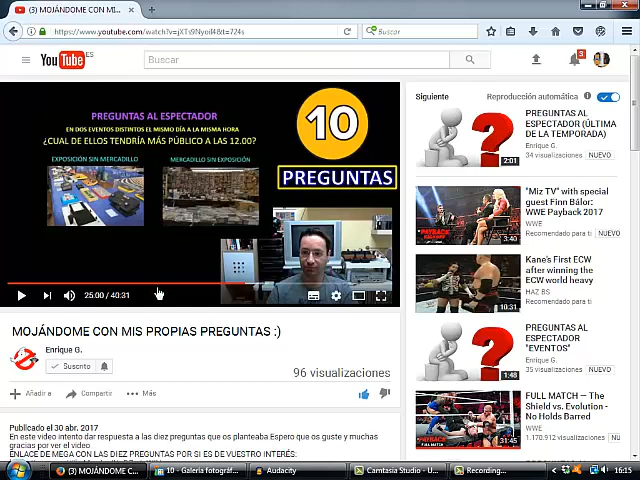 (3) MOJÁNDOME CON MI...
https://www.youtube.com/watch?v=jXTs9Nyoif4&t=724s
Buscar
YouTube ES
Buscar
3
PREGUNTAS AL ESPECTADOR
EN DOS EVENTOS DISTINTOS EL MISMO DÍA A LA MISMA HORA
¿CUAL DE ELLOS TENDRÍA MÁS PÚBLICO A LAS 12.00?
EXPOSICIÓN SIN MERCADILLO
MERCADILLO SIN EXPOSICIÓN
10
PREGUNTAS
25:00 / 40:31
MOJÁNDOME CON MIS PROPIAS PREGUNTAS :)
Enrique G.
Suscrito
96 visualizaciones
Añadir a
Compartir
Más
Publicado el 30 abr. 2017
En este video intento dar respuesta a las diez preguntas que os planteaba Espero que os guste y muchas
gracias por ver el video
ENLACE DE MEGA CON LAS DIEZ PREGUNTAS POR SI ES DE VUESTRO INTERÉS:
Siguiente
Reproducción automática
PREGUNTAS AL
ESPECTADOR (ÚLTIMA
DE LA TEMPORADA)
Enrique G.
34 visualizaciones NUEVO
2:01
"Miz TV" with special
guest Finn Bálor:
WWE Payback 2017
WWE
Recomendado para ti NUEVO
3:40
Kane's First ECW
after winning the
ECW world heavy
HAZ BS
Recomendado para ti
10:31
PREGUNTAS AL
ESPECTADOR
"EVENTOS"
Enrique G.
35 visualizaciones NUEVO
1:48
FULL MATCH — The
Shield vs. Evolution -
No Holds Barred
WWE
1.170.912 visualizaciones NU
31:45
(3) MOJÁNDOME C...
10 - Galería fotográf...
Audacity
Camtasia Studio - U...
Recording...
16:15